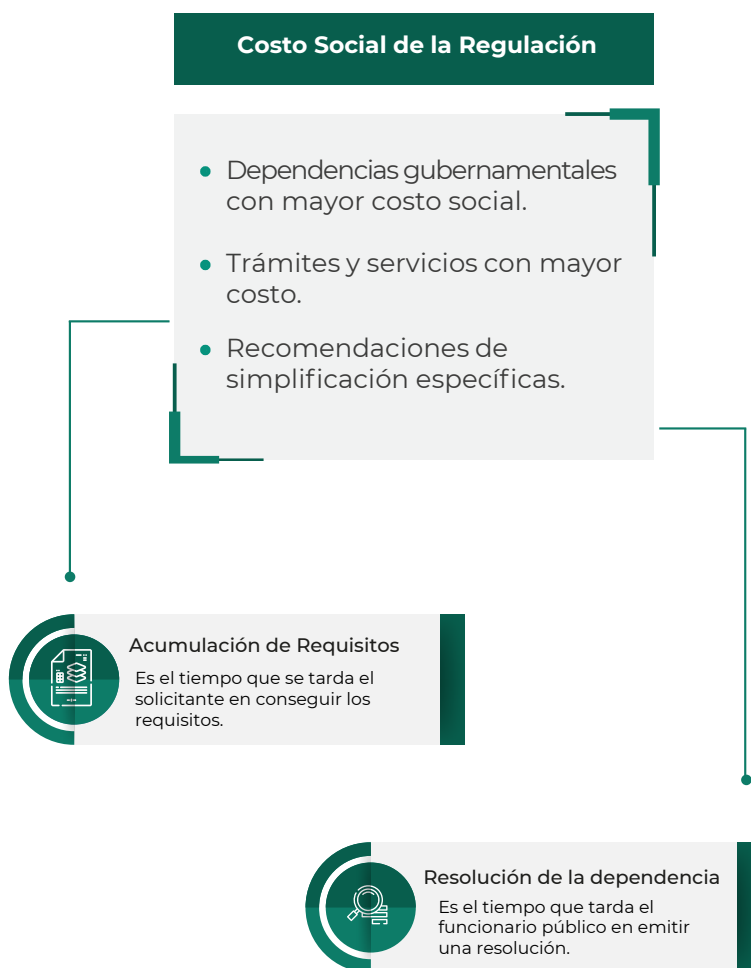 Costo Social de la Regulación
• Dependencias gubernamentales
con mayor costo social.
• Trámites y servicios con mayor
costo.
• Recomendaciones de
simplificación específicas.
Acumulación de Requisitos
Es el tiempo que se tarda el
solicitante en conseguir los
requisitos.
Resolución de la dependencia
Es el tiempo que tarda el
funcionario público en emitir
una resolución.